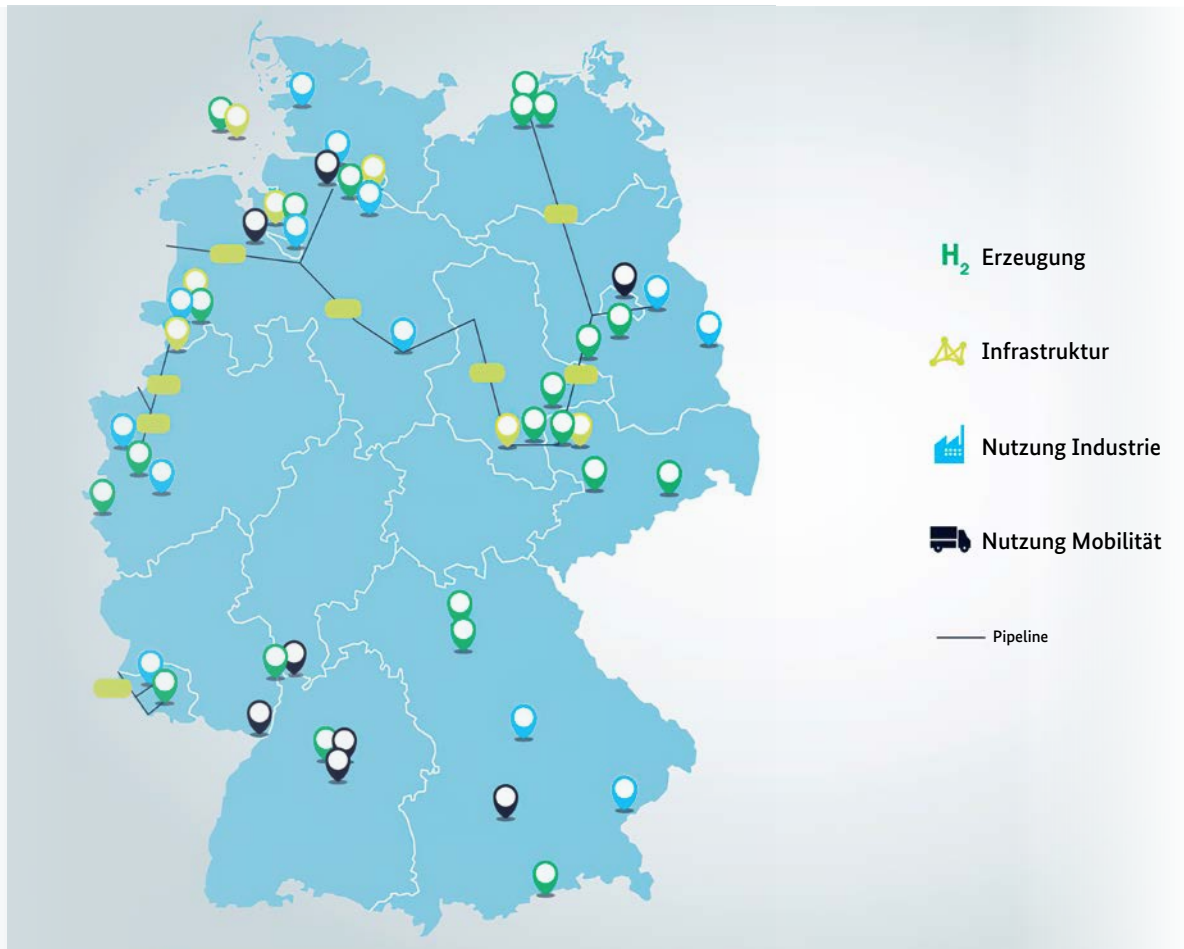 H₂ Erzeugung
Infrastruktur
Nutzung Industrie
Nutzung Mobilität
Pipeline